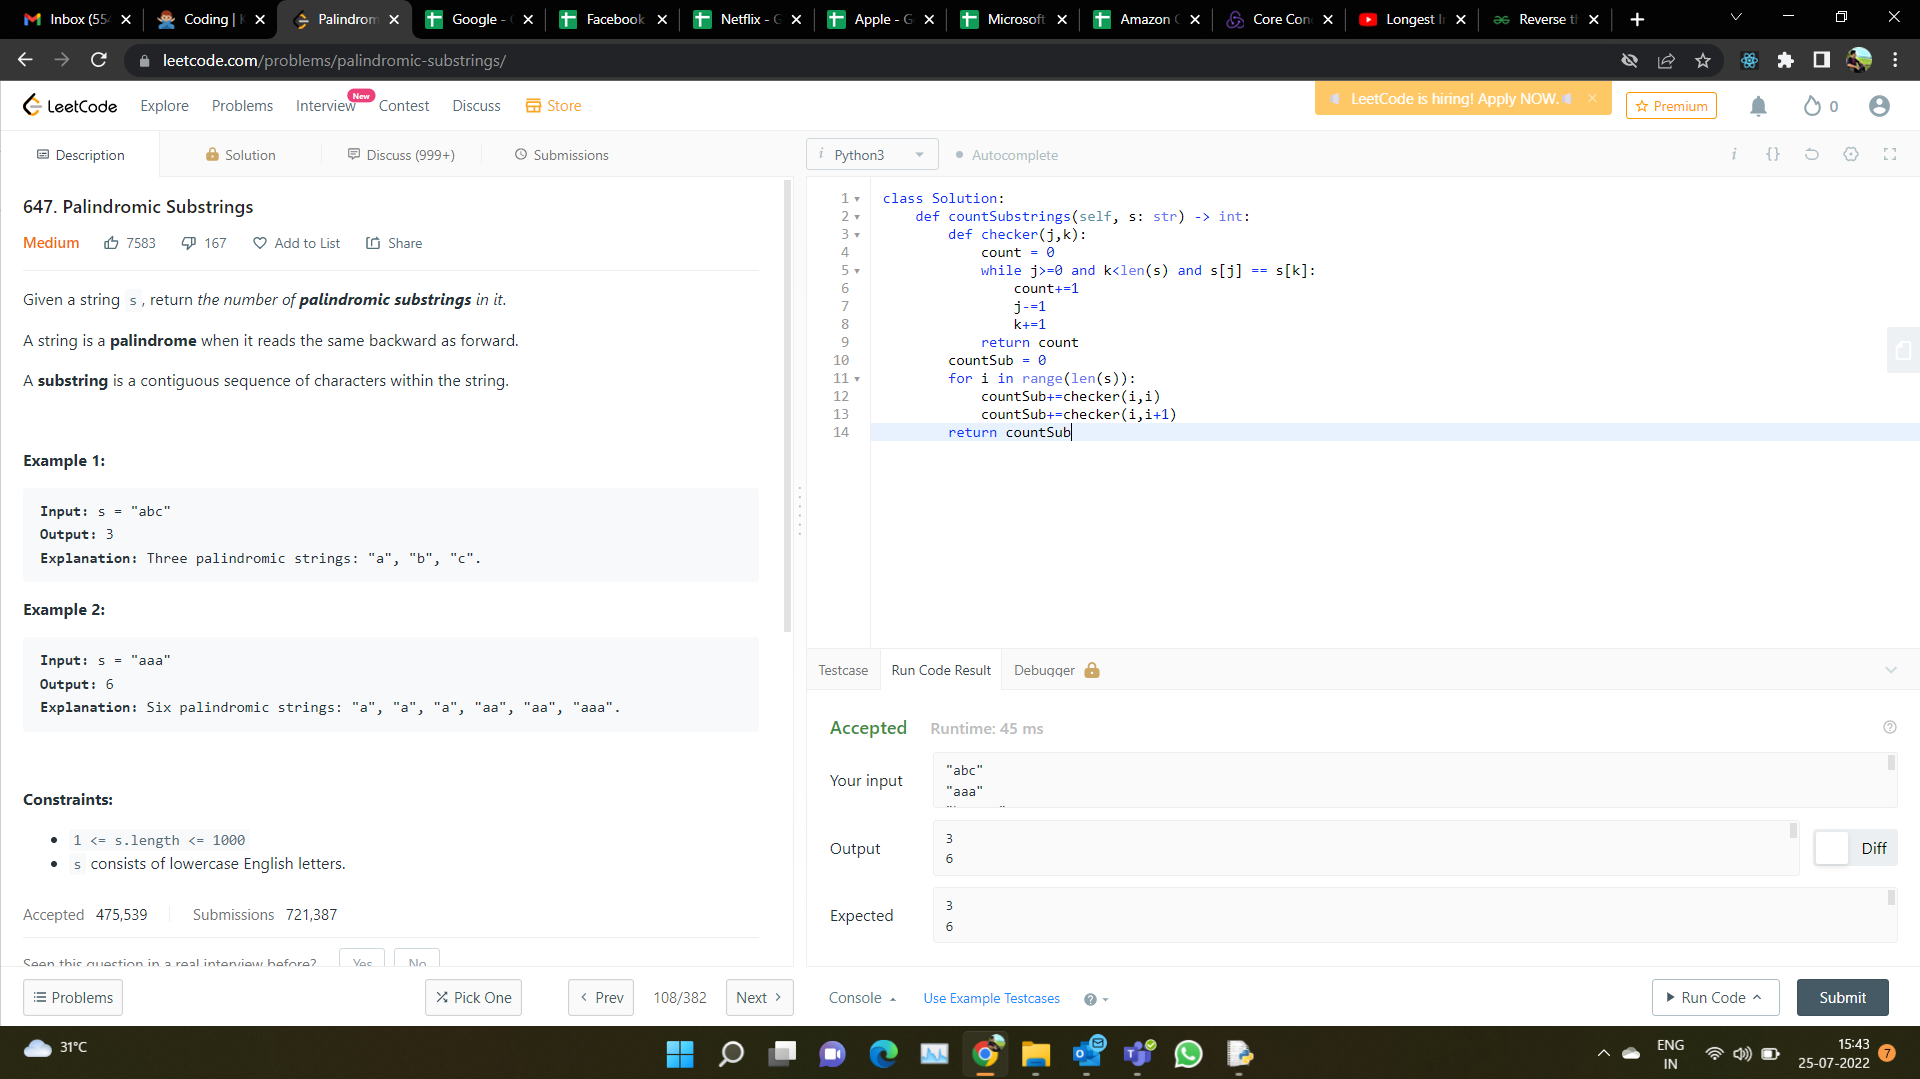 Inbox (554
Coding |
Palindrom
Google -
Facebook
Netflix - G
Apple - G
Microsoft
Amazon
Core Con
Longest I
Reverse t
leetcode.com/problems/palindromic-substrings/
LeetCode
Explore
Problems
Interview
New
Contest
Discuss
Store
LeetCode is hiring! Apply NOW.
Premium
0
Description
Solution
Discuss (999+)
Submissions
i Python3
Autocomplete
i {}
647. Palindromic Substrings
Medium 7583 167 Add to List Share
Given a string s, return the number of palindromic substrings in it.
A string is a palindrome when it reads the same backward as forward.
A substring is a contiguous sequence of characters within the string.
Example 1:
Input: s = "abc"
Output: 3
Explanation: Three palindromic strings: "a", "b", "c".
Example 2:
Input: s = "aaa"
Output: 6
Explanation: Six palindromic strings: "a", "a", "a", "aa", "aa", "aaa".
Constraints:
1 <= s.length <= 1000
s consists of lowercase English letters.
Accepted 475,539 Submissions 721,387
Seen this question in a real interview before? Yes No
Problems
Pick One
Prev
108/382
Next
1 class Solution:
2 def countSubstrings(self, s: str) -> int:
3 def checker(j,k):
4 count = 0
5 while j>=0 and k<len(s) and s[j] == s[k]:
6 count+=1
7 j-=1
8 k+=1
9 return count
10 countSub = 0
11 for i in range(len(s)):
12 countSub+=checker(i,i)
13 countSub+=checker(i,i+1)
14 return countSub
Testcase
Run Code Result
Debugger
Accepted Runtime: 45 ms
Your input
"abc"
"aaa"
Output
3
6
Diff
Expected
3
6
Console
Use Example Testcases
Run Code
Submit
31°C
ENG
IN
15:43
25-07-2022
7